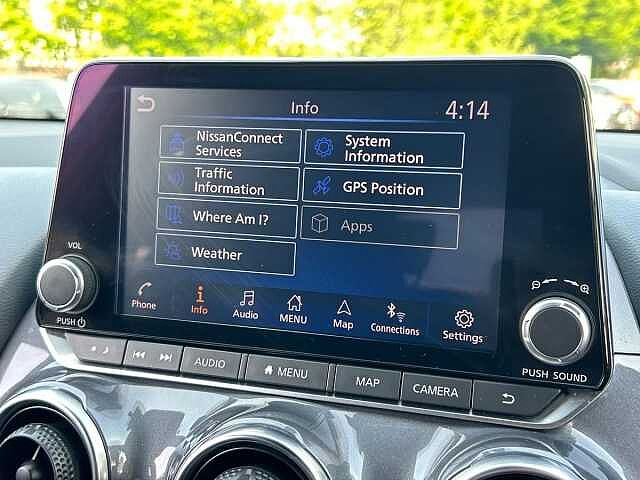 Info
4:14
NissanConnect
Services
System
Information
Traffic
Information
GPS Position
Where Am I?
Apps
Weather
VOL
PUSH
Phone
Info
Audio
MENU
Map
Connections
Settings
PUSH SOUND
AUDIO
MENU
MAP
CAMERA